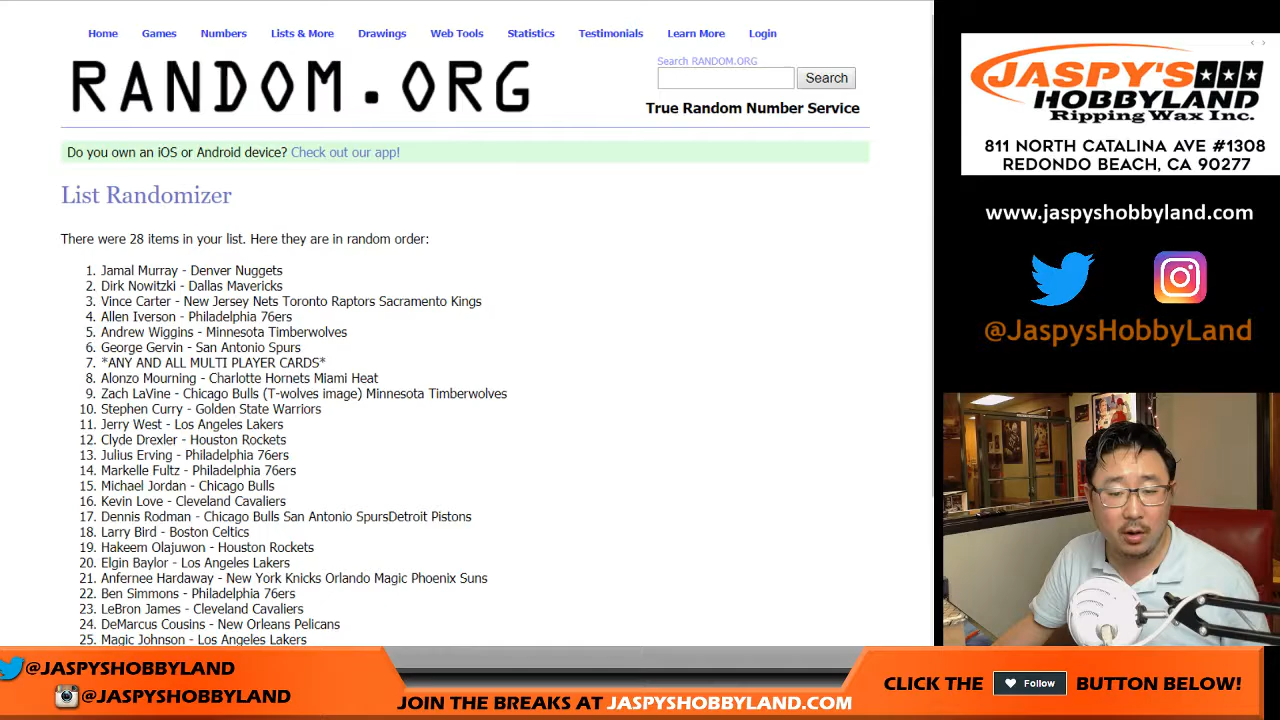 Home Games Numbers Lists & More Drawings Web Tools Statistics Testimonials Learn More Login
RANDOM.ORG
Search RANDOM.ORG
Search
True Random Number Service
Do you own an iOS or Android device? Check out our app!
List Randomizer
There were 28 items in your list. Here they are in random order:
1. Jamal Murray - Denver Nuggets
2. Dirk Nowitzki - Dallas Mavericks
3. Vince Carter - New Jersey Nets Toronto Raptors Sacramento Kings
4. Allen Iverson - Philadelphia 76ers
5. Andrew Wiggins - Minnesota Timberwolves
6. George Gervin - San Antonio Spurs
7. *ANY AND ALL MULTI PLAYER CARDS*
8. Alonzo Mourning - Charlotte Hornets Miami Heat
9. Zach LaVine - Chicago Bulls (T-wolves image) Minnesota Timberwolves
10. Stephen Curry - Golden State Warriors
11. Jerry West - Los Angeles Lakers
12. Clyde Drexler - Houston Rockets
13. Julius Erving - Philadelphia 76ers
14. Markelle Fultz - Philadelphia 76ers
15. Michael Jordan - Chicago Bulls
16. Kevin Love - Cleveland Cavaliers
17. Dennis Rodman - Chicago Bulls San Antonio SpursDetroit Pistons
18. Larry Bird - Boston Celtics
19. Hakeem Olajuwon - Houston Rockets
20. Elgin Baylor - Los Angeles Lakers
21. Anfernee Hardaway - New York Knicks Orlando Magic Phoenix Suns
22. Ben Simmons - Philadelphia 76ers
23. LeBron James - Cleveland Cavaliers
24. DeMarcus Cousins - New Orleans Pelicans
25. Magic Johnson - Los Angeles Lakers
JASPY'S
HOBBYLAND
Ripping Wax Inc.
811 NORTH CATALINA AVE #1308
REDONDO BEACH, CA 90277
www.jaspyshobbyland.com
@JaspysHobbyLand
@JASPYSHOBBYLAND
@JASPYSHOBBYLAND
JOIN THE BREAKS AT JASPYSHOBBYLAND.COM
CLICK THE Follow BUTTON BELOW!